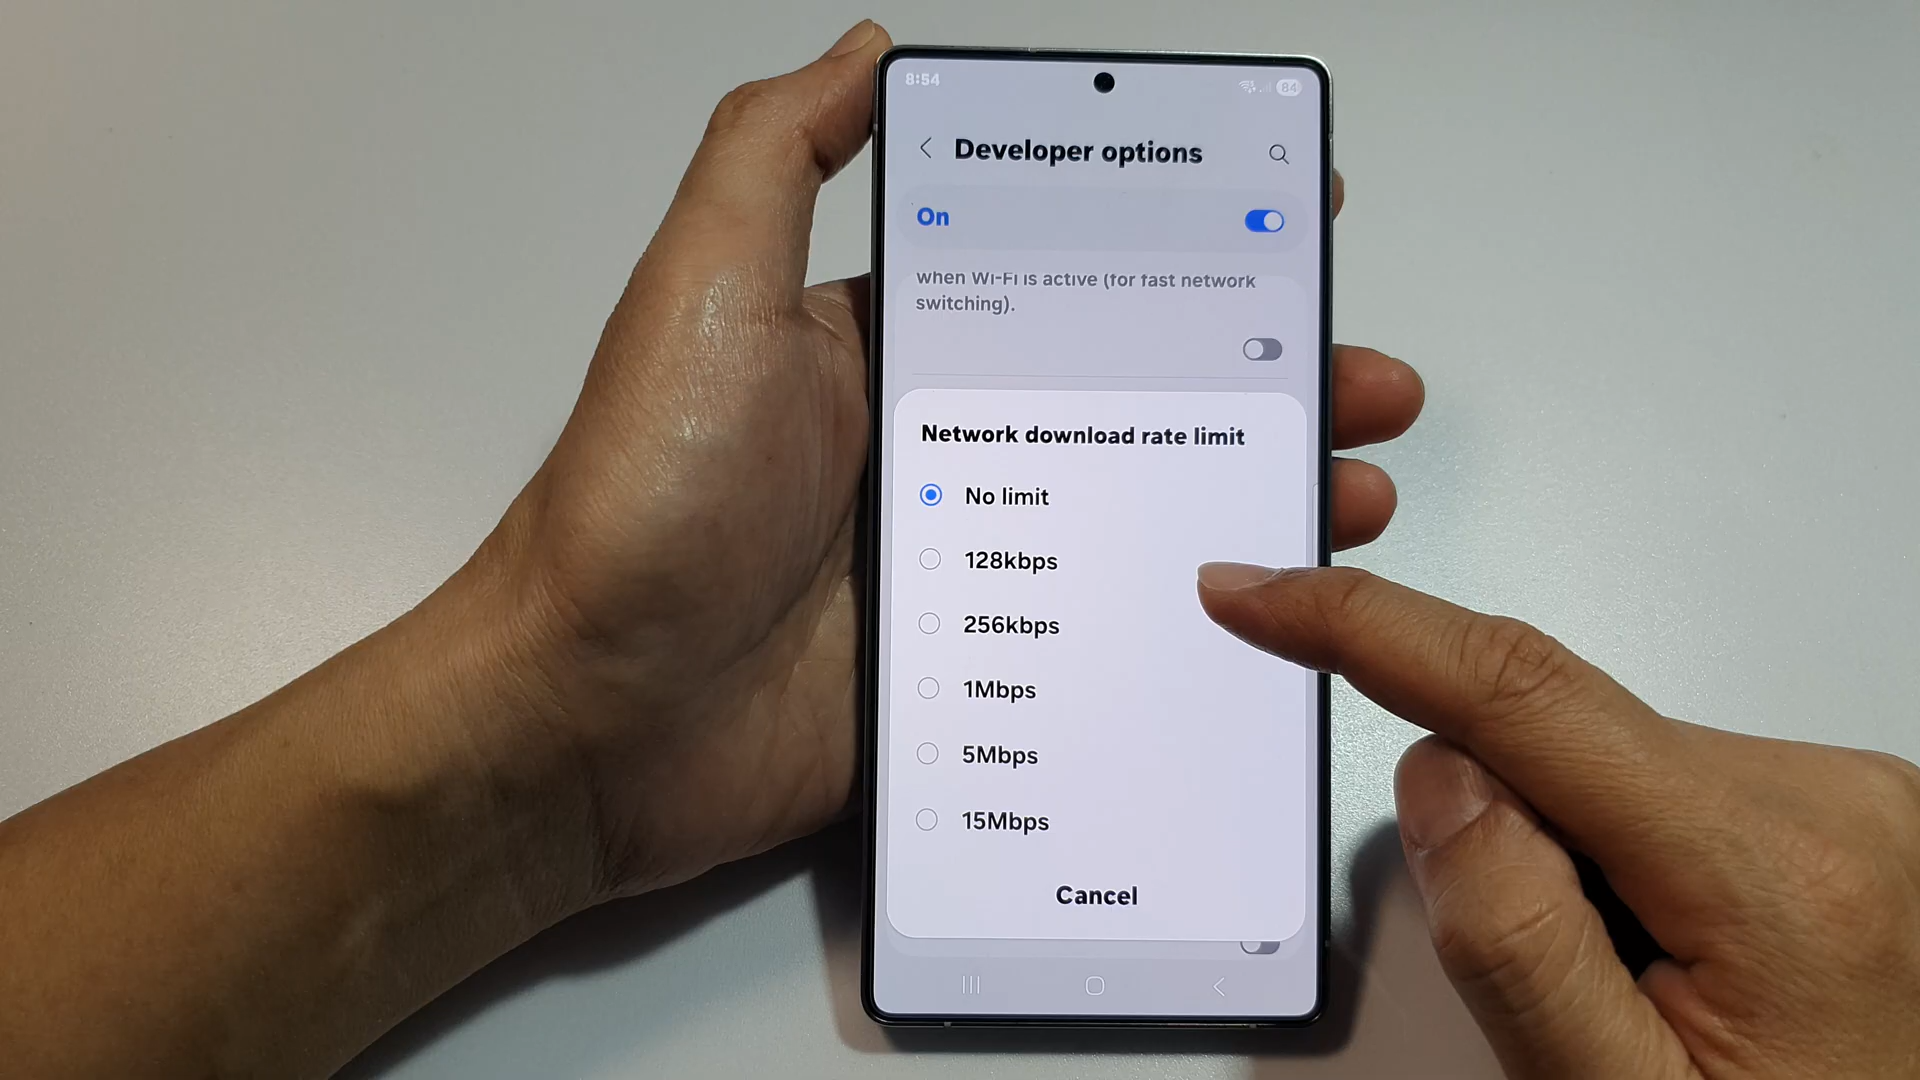 8:54
84
Developer options
On
when Wi-Fi is active (for fast network
switching).
Network download rate limit
No limit
128kbps
256kbps
1Mbps
5Mbps
15Mbps
Cancel